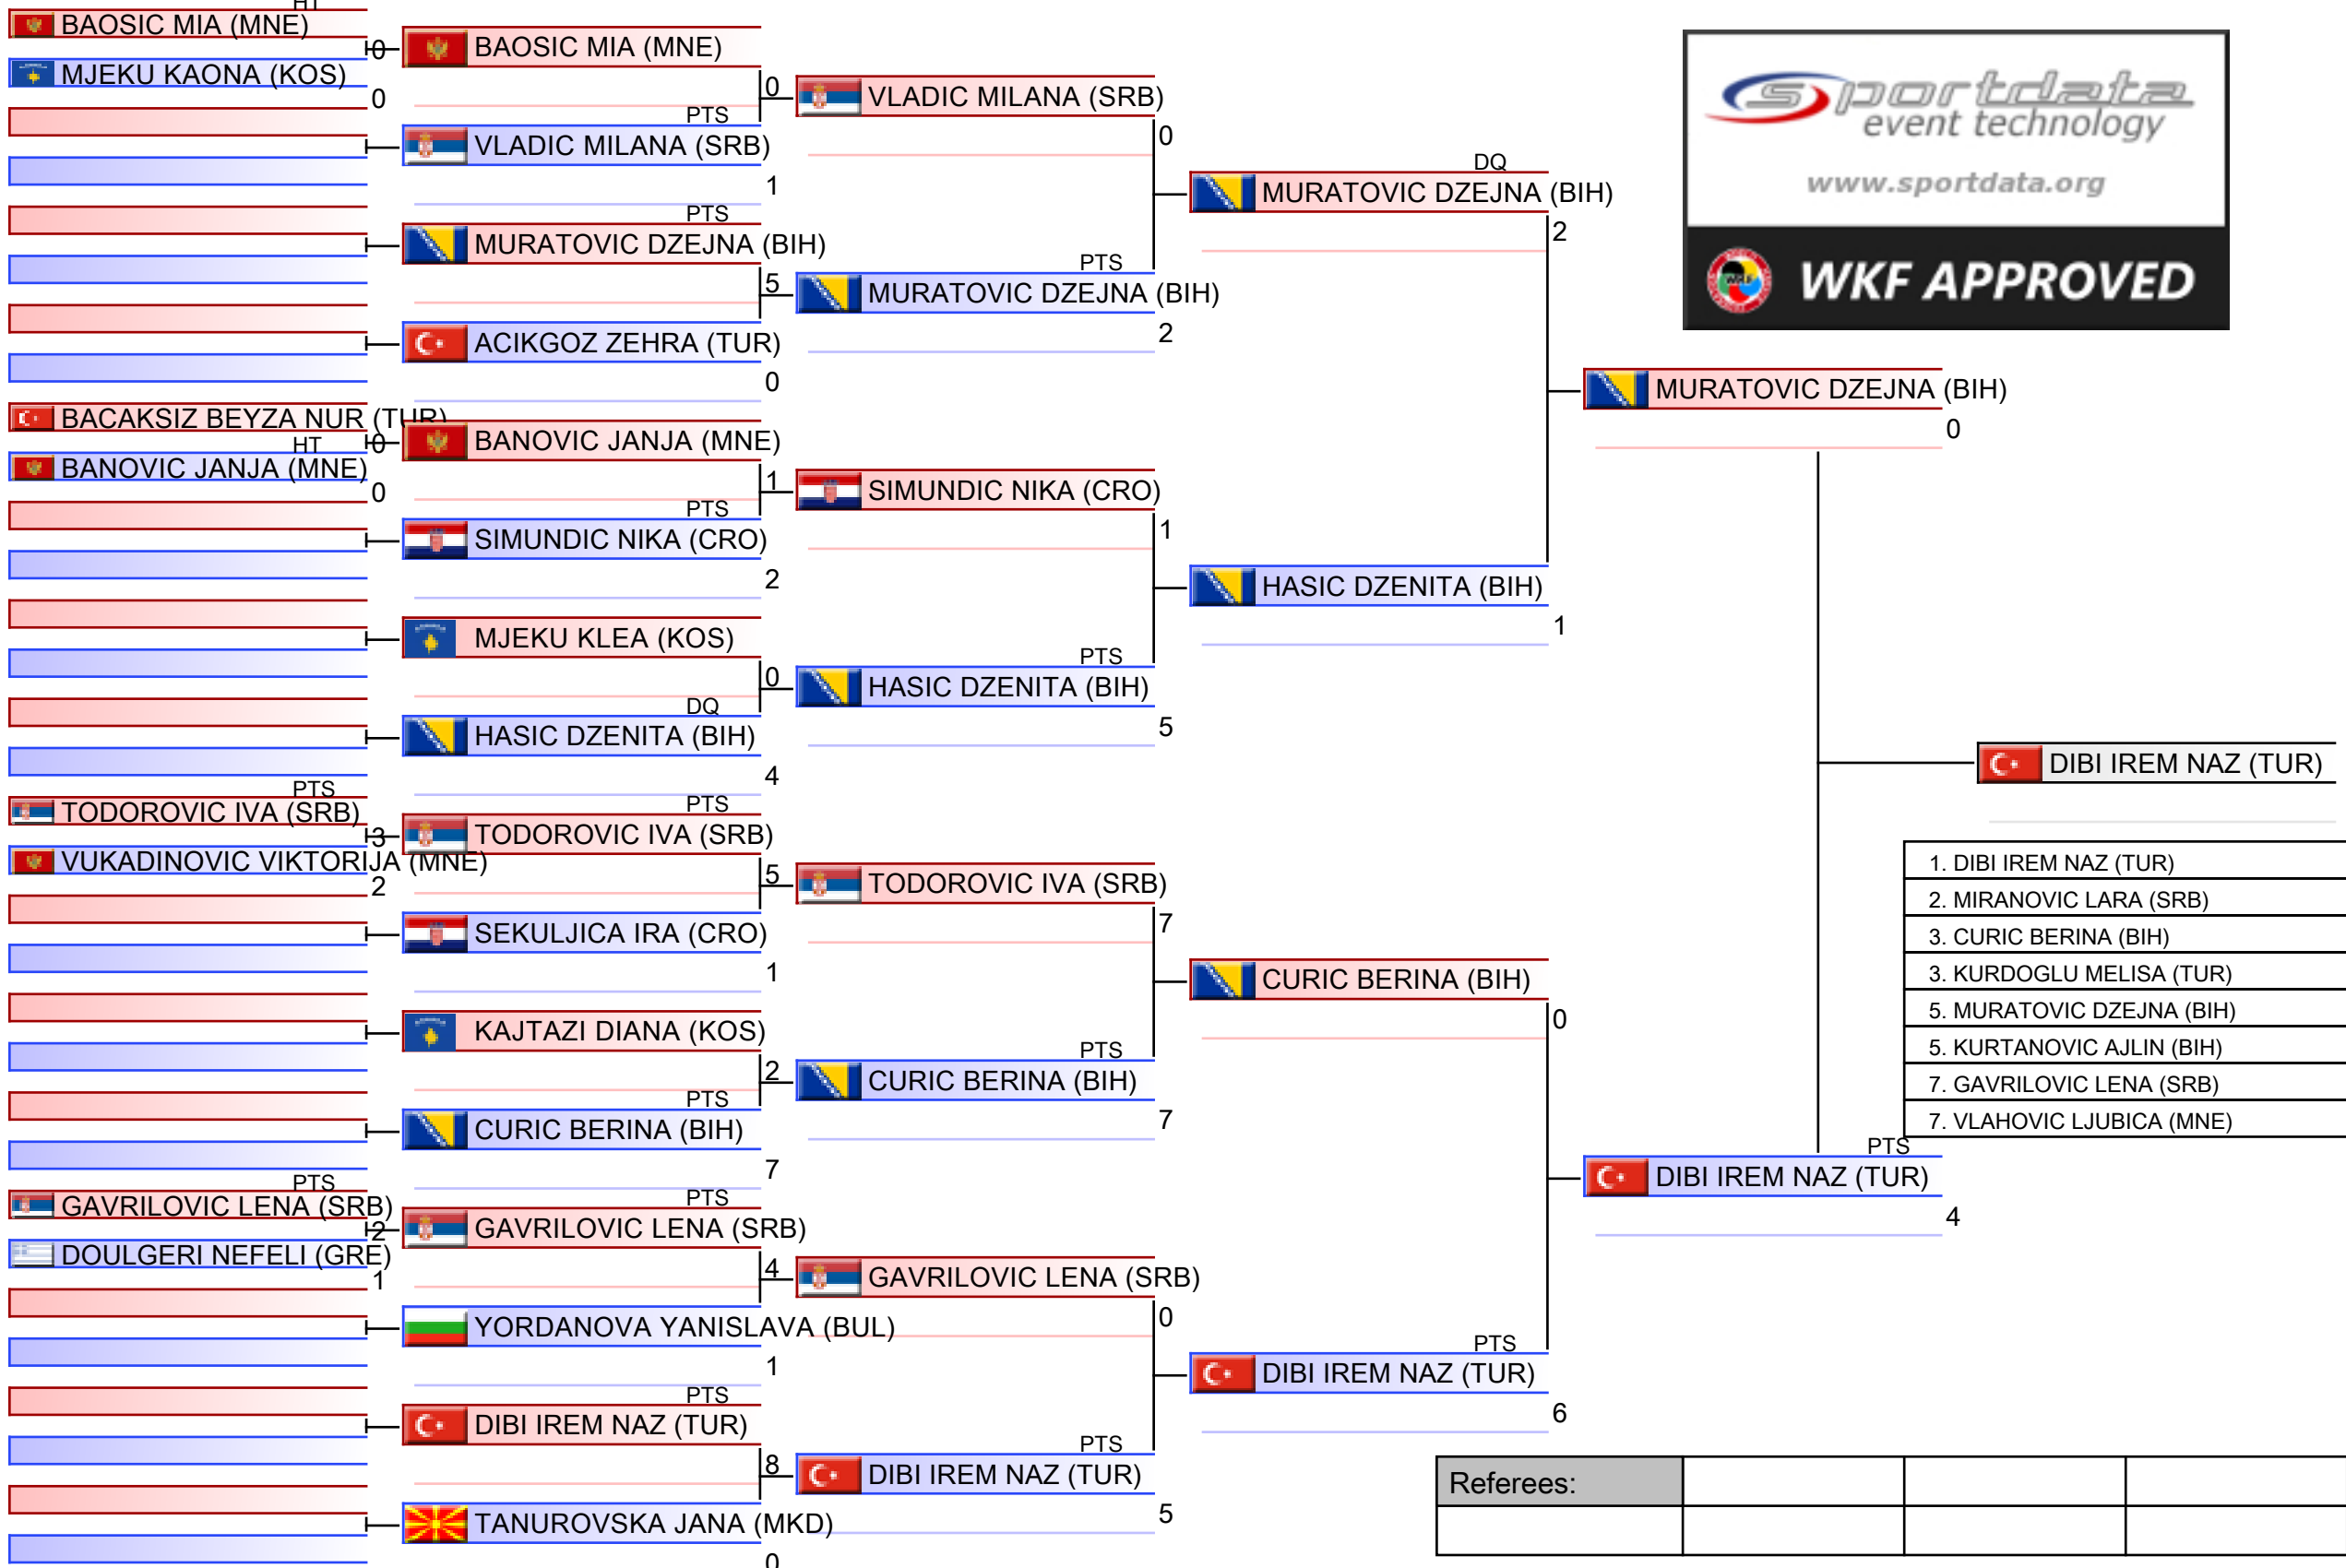 HT
BAOSIC MIA (MNE)
0
MJEKU KAONA (KOS)
0
BACAKSIZ BEYZA NUR (TUR)
0
HT
BANOVIC JANJA (MNE)
0
PTS
TODOROVIC IVA (SRB)
3
VUKADINOVIC VIKTORIJA (MNE)
2
PTS
GAVRILOVIC LENA (SRB)
2
DOULGERI NEFELI (GRE)
1
BAOSIC MIA (MNE)
0
PTS
VLADIC MILANA (SRB)
1
PTS
MURATOVIC DZEJNA (BIH)
5
ACIKGOZ ZEHRA (TUR)
0
BANOVIC JANJA (MNE)
1
PTS
SIMUNDIC NIKA (CRO)
2
MJEKU KLEA (KOS)
0
DQ
HASIC DZENITA (BIH)
4
PTS
TODOROVIC IVA (SRB)
5
SEKULJICA IRA (CRO)
1
KAJTAZI DIANA (KOS)
2
PTS
CURIC BERINA (BIH)
7
PTS
GAVRILOVIC LENA (SRB)
4
YORDANOVA YANISLAVA (BUL)
1
PTS
DIBI IREM NAZ (TUR)
8
TANUROVSKA JANA (MKD)
0
VLADIC MILANA (SRB)
0
PTS
MURATOVIC DZEJNA (BIH)
2
SIMUNDIC NIKA (CRO)
1
PTS
HASIC DZENITA (BIH)
5
TODOROVIC IVA (SRB)
7
PTS
CURIC BERINA (BIH)
7
GAVRILOVIC LENA (SRB)
0
PTS
DIBI IREM NAZ (TUR)
5
DQ
MURATOVIC DZEJNA (BIH)
2
HASIC DZENITA (BIH)
1
CURIC BERINA (BIH)
0
PTS
DIBI IREM NAZ (TUR)
6
MURATOVIC DZEJNA (BIH)
0
PTS
DIBI IREM NAZ (TUR)
4
DIBI IREM NAZ (TUR)
sportdata
event technology
www.sportdata.org
WKF APPROVED
1. DIBI IREM NAZ (TUR)
2. MIRANOVIC LARA (SRB)
3. CURIC BERINA (BIH)
3. KURDOGLU MELISA (TUR)
5. MURATOVIC DZEJNA (BIH)
5. KURTANOVIC AJLIN (BIH)
7. GAVRILOVIC LENA (SRB)
7. VLAHOVIC LJUBICA (MNE)
Referees: